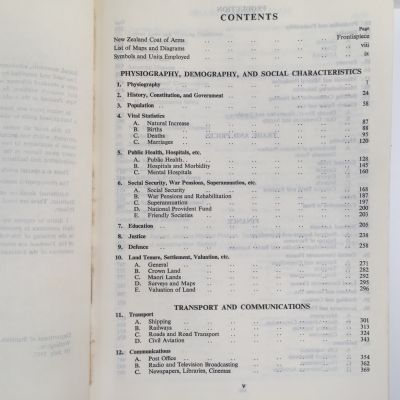 CONTENTS
Page
New Zealand Coat of Arms .. .. .. .. .. .. Frontispiece
List of Maps and Diagrams .. .. .. .. .. .. viii
Symbols and Units Employed .. .. .. .. .. .. ix
PHYSIOGRAPHY, DEMOGRAPHY, AND SOCIAL CHARACTERISTICS
1. Physiography .. .. .. .. .. .. 1
2. History, Constitution, and Government .. .. .. .. 24
3. Population .. .. .. .. .. .. 58
4. Vital Statistics
A. Natural Increase .. .. .. .. .. 87
B. Births .. .. .. .. .. .. 88
C. Deaths .. .. .. .. .. .. 95
C. Marriages .. .. .. .. .. .. 120
5. Public Health, Hospitals, etc.
A. Public Health .. .. .. .. .. .. 128
B. Hospitals and Morbidity .. .. .. .. .. 145
C. Mental Hospitals .. .. .. .. .. 160
6. Social Security, War Pensions, Superannuation, etc.
A. Social Security .. .. .. .. .. 168
B. War Pensions and Rehabilitation .. .. .. .. 187
C. Superannuation .. .. .. .. .. 197
D. National Provident Fund .. .. .. .. .. 200
E. Friendly Societies .. .. .. .. .. 203
7. Education .. .. .. .. .. .. 205
8. Justice .. .. .. .. .. .. 238
9. Defence .. .. .. .. .. .. 258
10. Land Tenure, Settlement, Valuation, etc.
A. General .. .. .. .. .. .. 271
B. Crown Land .. .. .. .. .. .. 282
C. Maori Lands .. .. .. .. .. .. 292
D. Surveys and Maps .. .. .. .. .. 295
E. Valuation of Land .. .. .. .. .. 296
TRANSPORT AND COMMUNICATIONS
11. Transport
A. Shipping .. .. .. .. .. .. 301
B. Railways .. .. .. .. .. .. 313
C. Roads and Road Transport .. .. .. .. .. 324
D. Civil Aviation .. .. .. .. .. .. 343
12. Communications
A. Post Office .. .. .. .. .. .. 354
B. Radio and Television Broadcasting .. .. .. .. 362
C. Newspapers, Libraries, Cinemas .. .. .. .. 369
v